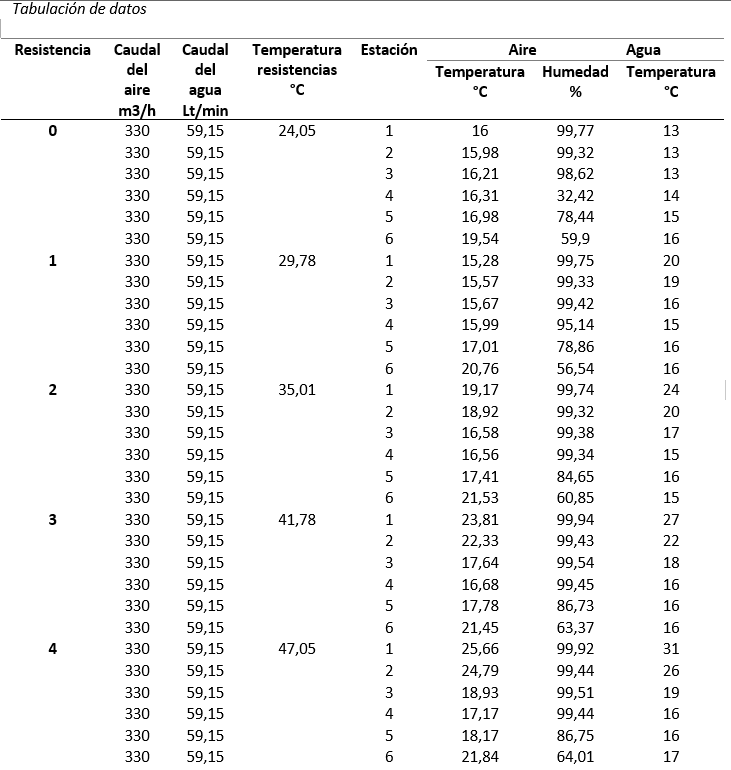 Tabulación de datos
Resistencia Caudal del aire m3/h Caudal del agua Lt/min Temperatura resistencias °C Estación Aire Agua
Temperatura °C Humedad % Temperatura °C
0 330 59,15 24,05 1 16 99,77 13
330 59,15 2 15,98 99,32 13
330 59,15 3 16,21 98,62 13
330 59,15 4 16,31 32,42 14
330 59,15 5 16,98 78,44 15
330 59,15 6 19,54 59,9 16
1 330 59,15 29,78 1 15,28 99,75 20
330 59,15 2 15,57 99,33 19
330 59,15 3 15,67 99,42 16
330 59,15 4 15,99 95,14 15
330 59,15 5 17,01 78,86 16
330 59,15 6 20,76 56,54 16
2 330 59,15 35,01 1 19,17 99,74 24
330 59,15 2 18,92 99,32 20
330 59,15 3 16,58 99,38 17
330 59,15 4 16,56 99,34 15
330 59,15 5 17,41 84,65 16
330 59,15 6 21,53 60,85 15
3 330 59,15 41,78 1 23,81 99,94 27
330 59,15 2 22,33 99,43 22
330 59,15 3 17,64 99,54 18
330 59,15 4 16,68 99,45 16
330 59,15 5 17,78 86,73 16
330 59,15 6 21,45 63,37 16
4 330 59,15 47,05 1 25,66 99,92 31
330 59,15 2 24,79 99,44 26
330 59,15 3 18,93 99,51 19
330 59,15 4 17,17 99,44 16
330 59,15 5 18,17 86,75 16
330 59,15 6 21,84 64,01 17